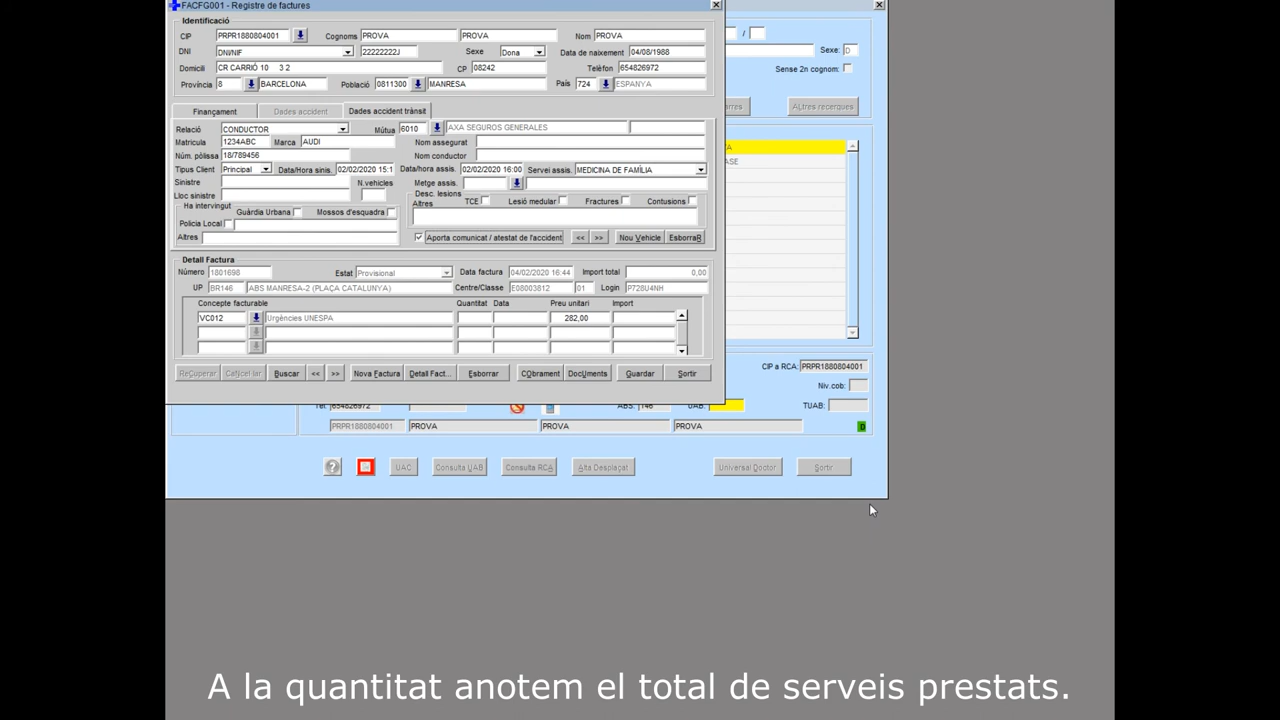 FACFG001 - Registre de factures
Identificació
CIP PRPR1880804001 Cognoms PROVA PROVA Nom PROVA
DNI DNI/NIF 22222222J Sexe Dona Data de naixement 04/08/1988
Domicili CR CARRIÓ 10 3 2 CP 08242 Telèfon 654826972
Província 8 BARCELONA Població 0811300 MANRESA País 724 ESPANYA
Finançament Dades accident Dades accident trànsit
Relació CONDUCTOR Mútua 6010 AXA SEGUROS GENERALES
Matricula 1234ABC Marca AUDI Nom assegurat
Núm. pòlissa 18/789456 Nom conductor
Tipus Client Principal Data/Hora sinis. 02/02/2020 15:1 Data/hora assis. 02/02/2020 16:00 Servei assis. MEDICINA DE FAMÍLIA
Sinistre N.vehicles Metge assis.
Lloc sinistre
Desc. lesions
Altres TCE Lesió medular Fractures Contusions
Ha intervingut
Guàrdia Urbana Mossos d'esquadra
Policia Local
Altres Aporta comunicat / atestat de l'accident << >> Nou Vehicle EsborraR
Detall Factura
Número 1801698 Estat Provisional Data factura 04/02/2020 16:44 Import total 0,00
UP BR146 ABS MANRESA-2 (PLAÇA CATALUNYA) Centre/Classe E08003812 01 Login P728U4NH
Concepte facturable Quantitat Data Preu unitari Import
VC012 Urgències UNESPA 282,00
ReCuperar CaNcel·lar Buscar << >> Nova Factura Detall Fact... Esborrar CObrament DocUments Guardar Sortir
/
Sexe: D
Sense 2n cognom:
ALtres recerques
CIP a RCA: PRPR1880804001
Niv.cob:
Tel. 654826972 ABS: 146 UAB: TUAB:
PRPR1880804001 PROVA PROVA PROVA D
? UAC Consulta UAB Consulta RCA Alta Desplaçat Universal Doctor Sortir
A la quantitat anotem el total de serveis prestats.